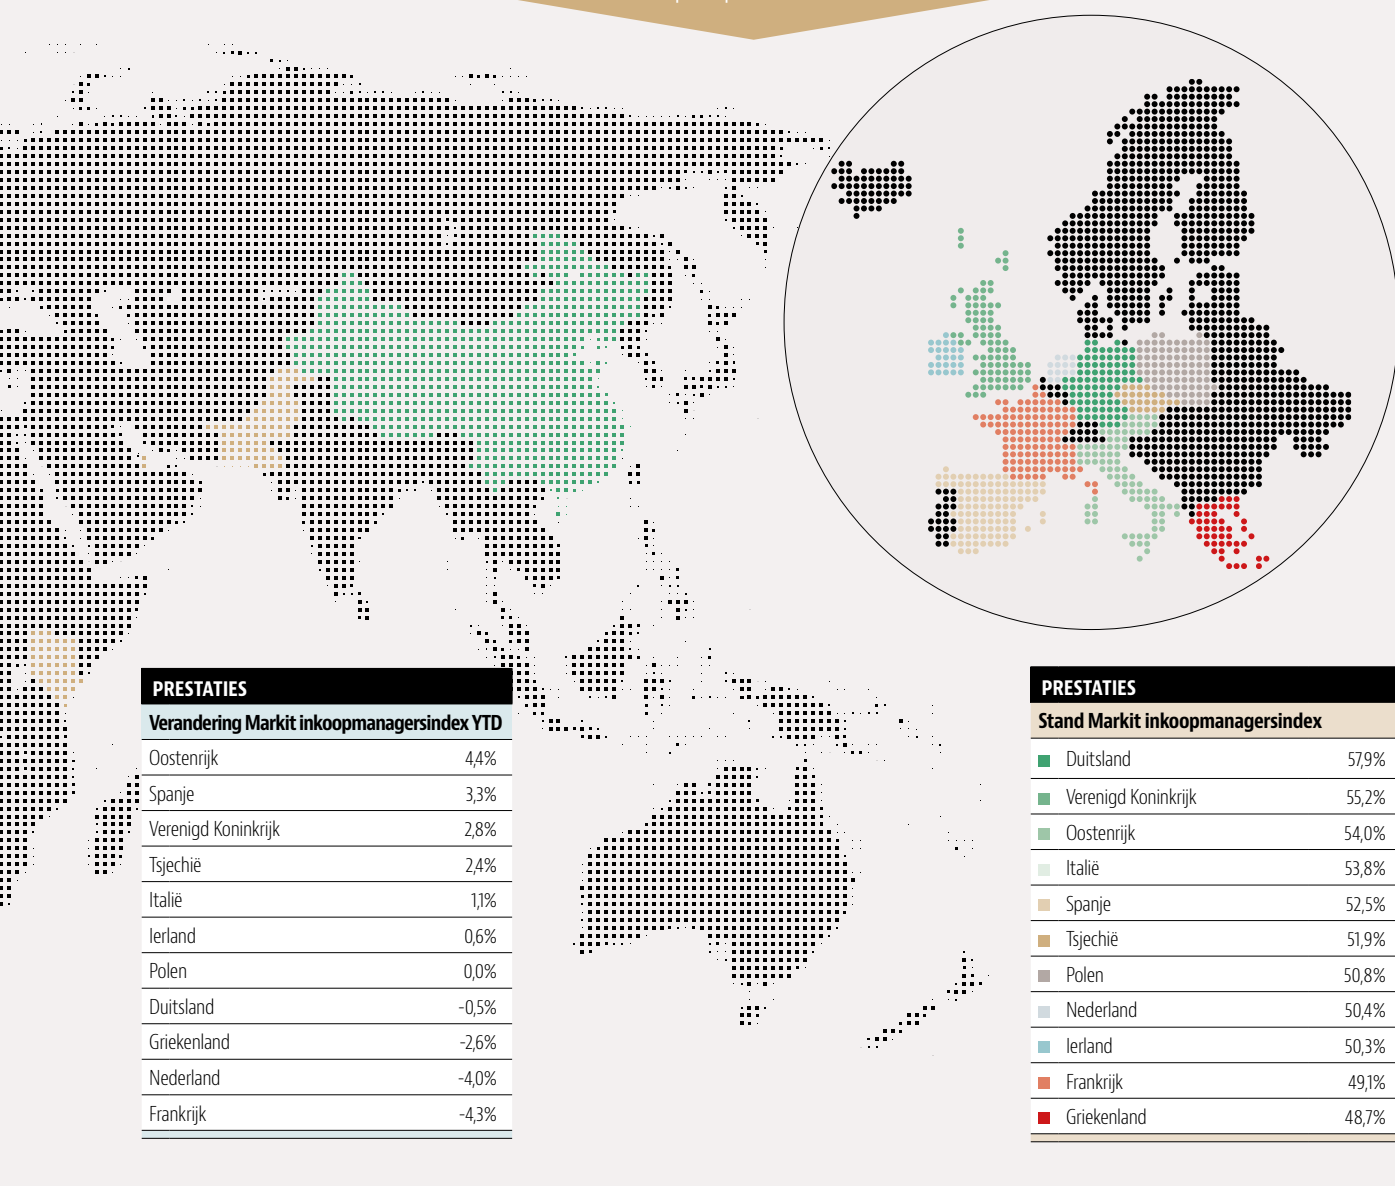 PRESTATIES
Verandering Markit inkoopmanagersindex YTD
Oostenrijk 4,4%
Spanje 3,3%
Verenigd Koninkrijk 2,8%
Tsjechië 2,4%
Italië 1,1%
Ierland 0,6%
Polen 0,0%
Duitsland -0,5%
Griekenland -2,6%
Nederland -4,0%
Frankrijk -4,3%
PRESTATIES
Stand Markit inkoopmanagersindex
Duitsland 57,9%
Verenigd Koninkrijk 55,2%
Oostenrijk 54,0%
Italië 53,8%
Spanje 52,5%
Tsjechië 51,9%
Polen 50,8%
Nederland 50,4%
Ierland 50,3%
Frankrijk 49,1%
Griekenland 48,7%